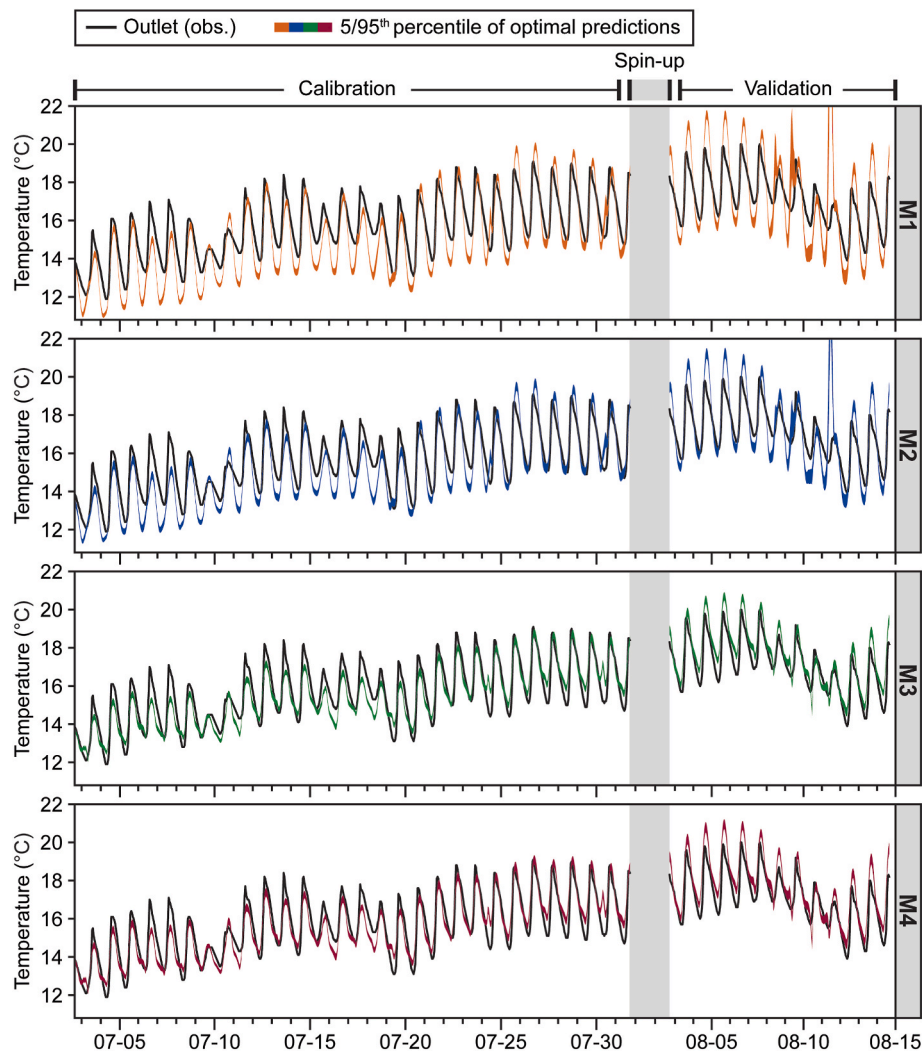 Outlet (obs.) 5/95th percentile of optimal predictions
Spin-up
Calibration Validation
22
20
18
16
14
12
Temperature (°C)
M1
22
20
18
16
14
12
Temperature (°C)
M2
22
20
18
16
14
12
Temperature (°C)
M3
22
20
18
16
14
12
Temperature (°C)
M4
07-05 07-10 07-15 07-20 07-25 07-30 08-05 08-10 08-15